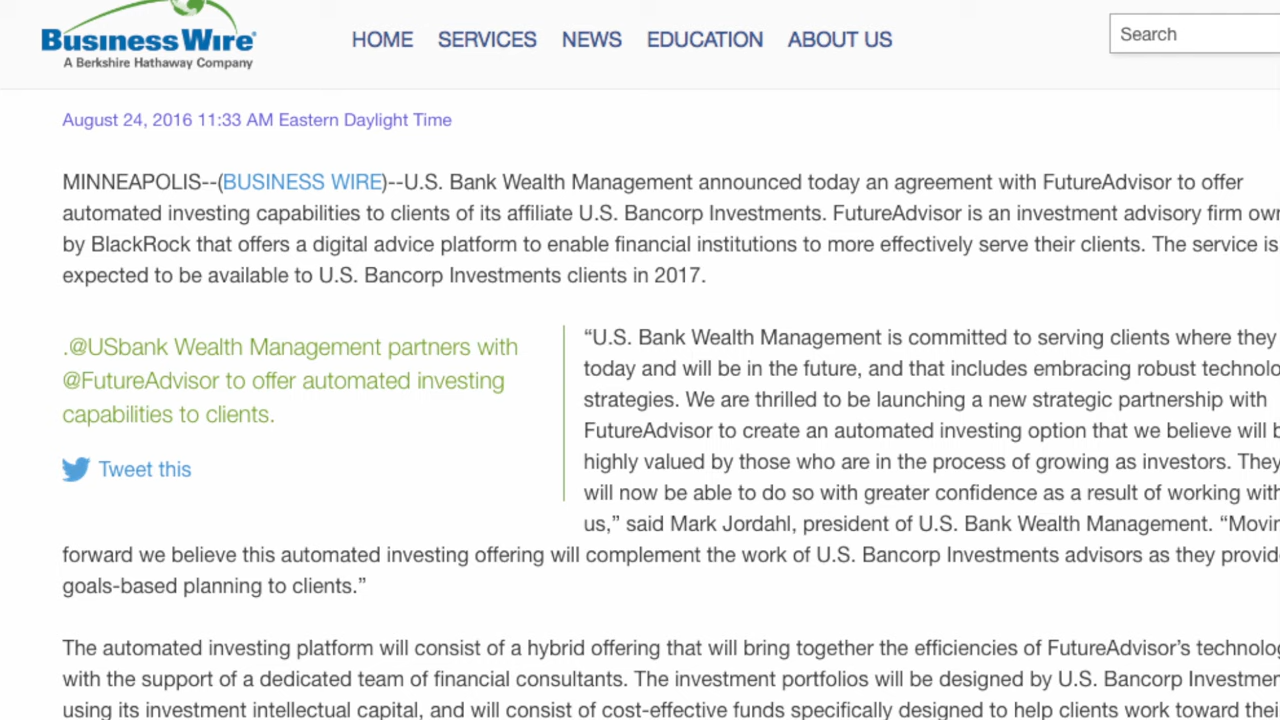 BusinessWire
A Berkshire Hathaway Company
HOME SERVICES NEWS EDUCATION ABOUT US
Search
August 24, 2016 11:33 AM Eastern Daylight Time
MINNEAPOLIS--(BUSINESS WIRE)--U.S. Bank Wealth Management announced today an agreement with FutureAdvisor to offer
automated investing capabilities to clients of its affiliate U.S. Bancorp Investments. FutureAdvisor is an investment advisory firm
by BlackRock that offers a digital advice platform to enable financial institutions to more effectively serve their clients. The service is
expected to be available to U.S. Bancorp Investments clients in 2017.
.@USbank Wealth Management partners with
@FutureAdvisor to offer automated investing
capabilities to clients.
Tweet this
“U.S. Bank Wealth Management is committed to serving clients where they
today and will be in the future, and that includes embracing robust
strategies. We are thrilled to be launching a new strategic partnership with
FutureAdvisor to create an automated investing option that we believe will
highly valued by those who are in the process of growing as investors. They
will now be able to do so with greater confidence as a result of working with
us,” said Mark Jordahl, president of U.S. Bank Wealth Management.
forward we believe this automated investing offering will complement the work of U.S. Bancorp Investments advisors as they
goals-based planning to clients.”
The automated investing platform will consist of a hybrid offering that will bring together the efficiencies of FutureAdvisor’s
with the support of a dedicated team of financial consultants. The investment portfolios will be designed by U.S. Bancorp
using its investment intellectual capital, and will consist of cost-effective funds specifically designed to help clients work toward